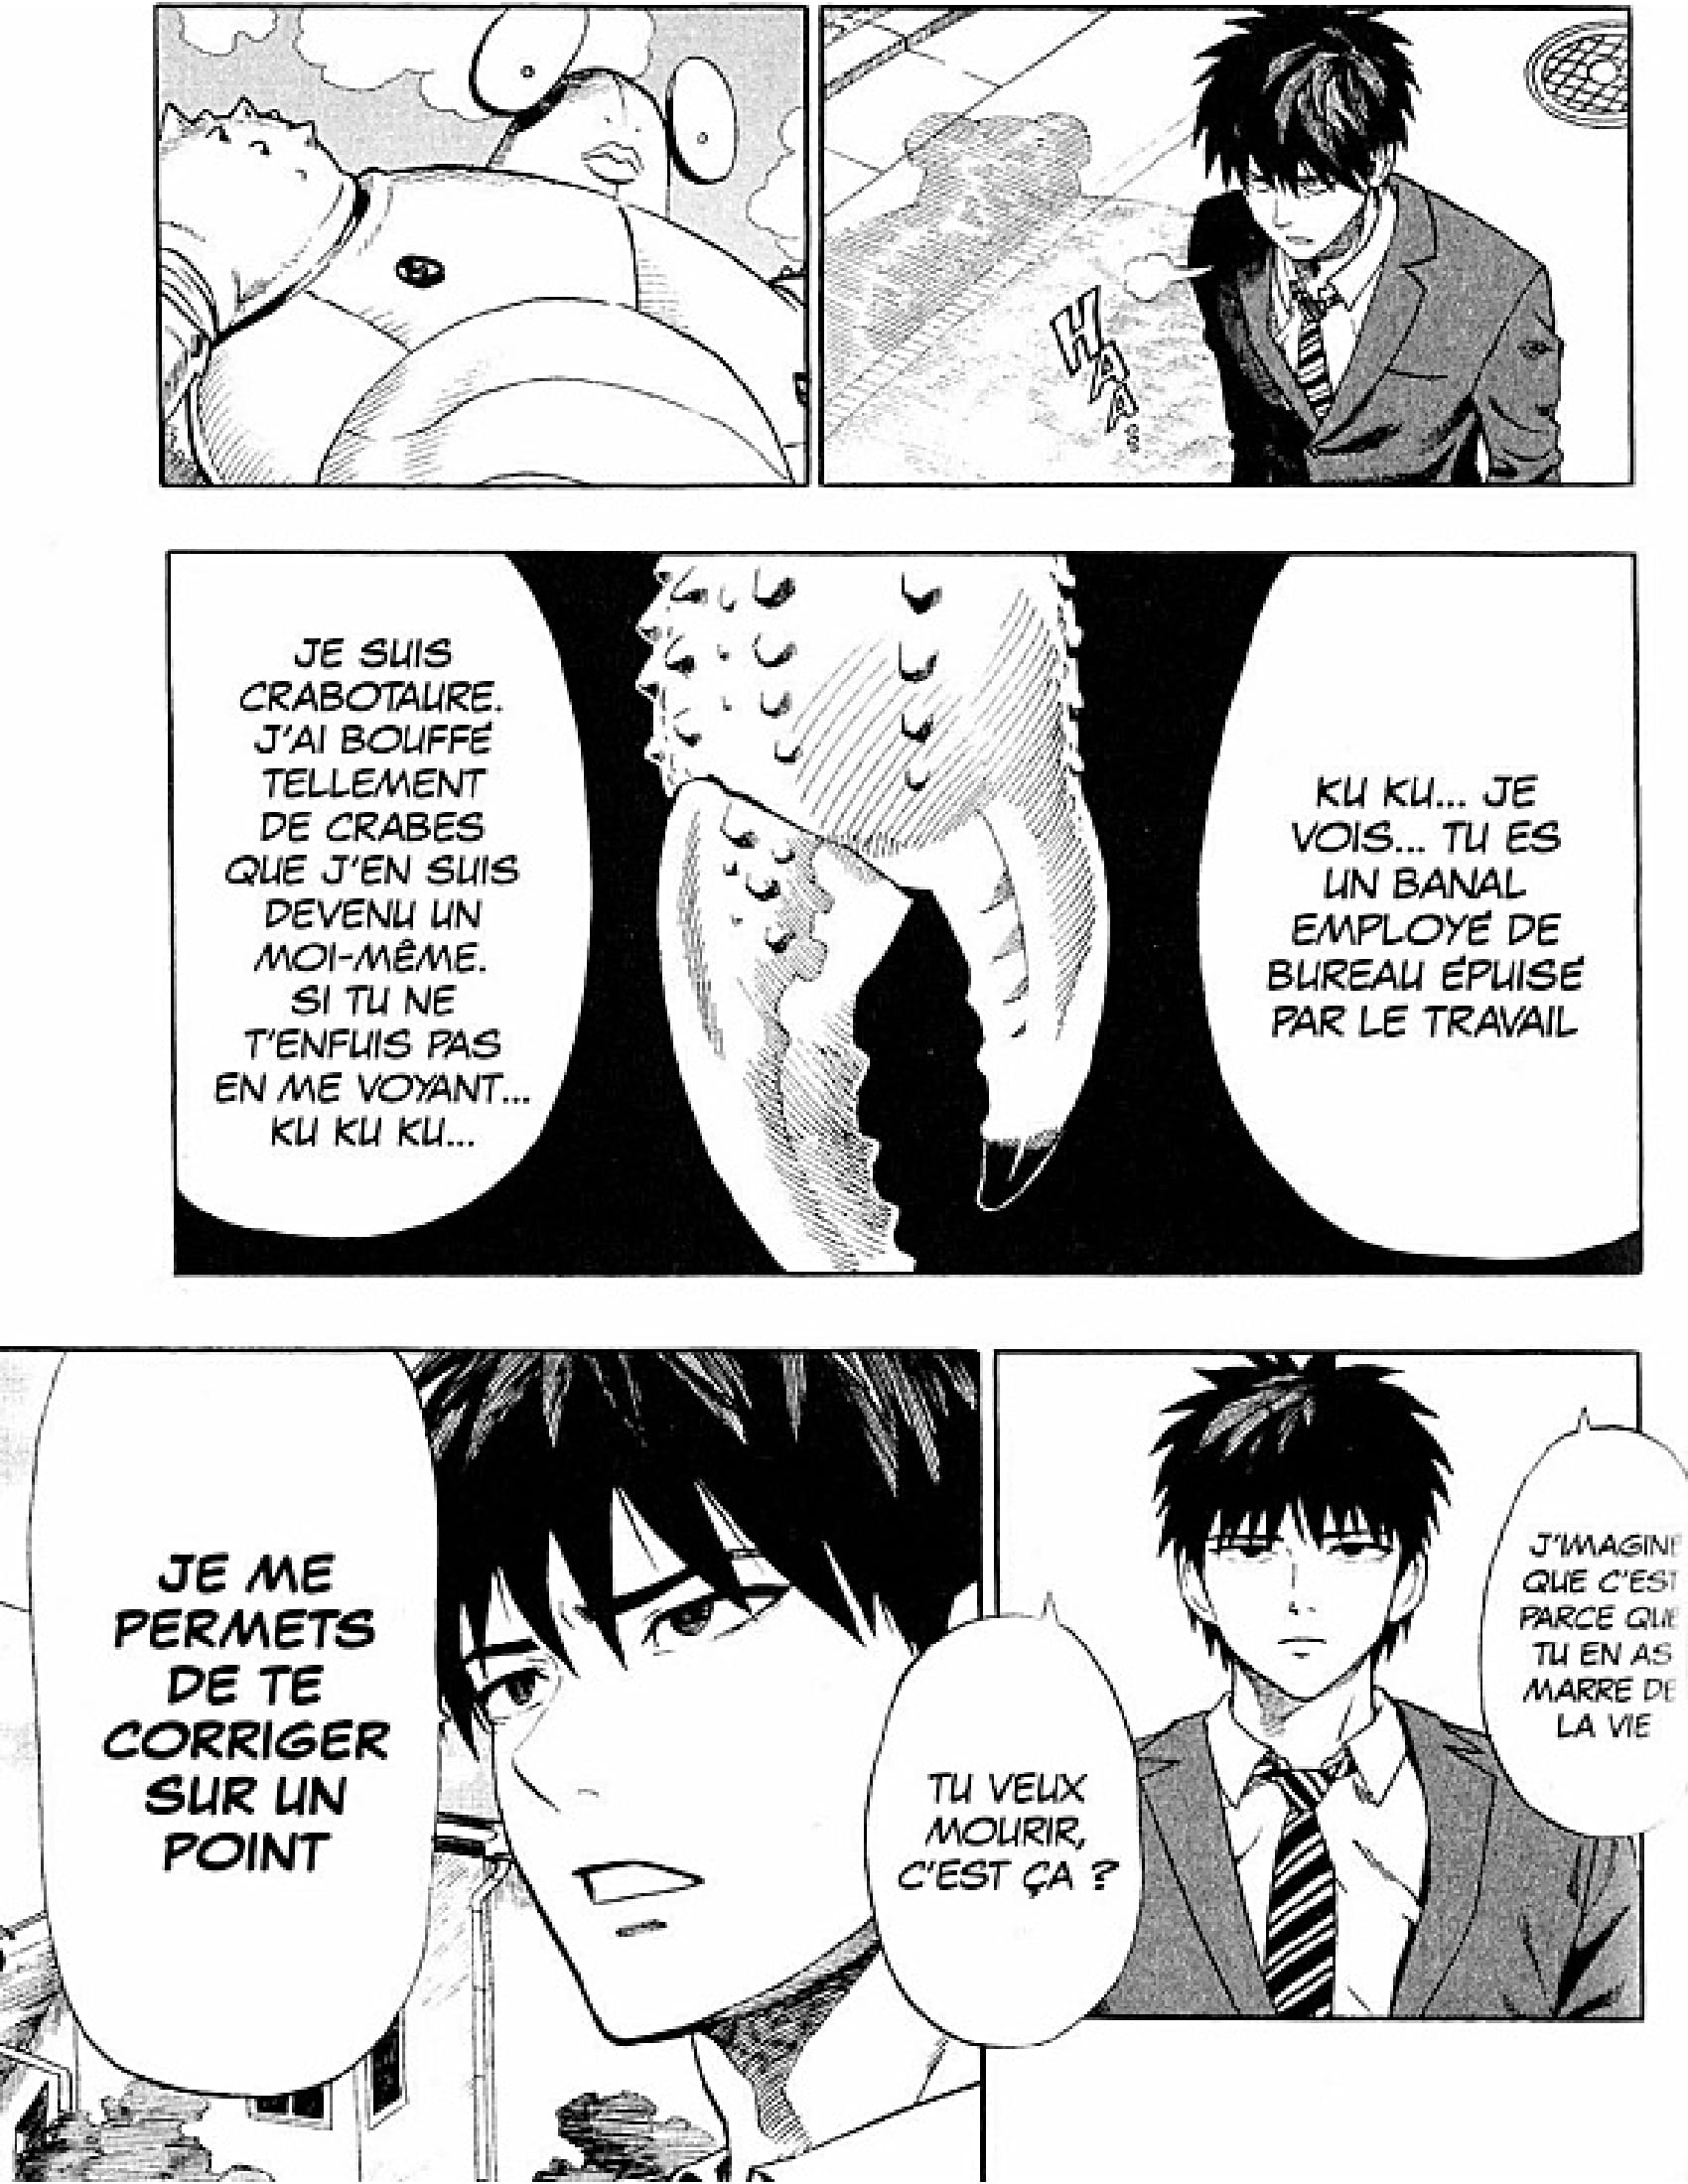 HAA...
KU KU... JE
VOIS... TU ES
UN BANAL
EMPLOYÉ DE
BUREAU ÉPUISÉ
PAR LE TRAVAIL
JE SUIS
CRABOTAURE.
J'AI BOUFFÉ
TELLEMENT
DE CRABES
QUE J'EN SUIS
DEVENU UN
MOI-MÊME.
SI TU NE
T'ENFUIS PAS
EN ME VOYANT...
KU KU KU...
J'IMAGINE
QUE C'EST
PARCE QUE
TU EN AS
MARRE DE
LA VIE
TU VEUX
MOURIR,
C'EST ÇA ?
JE ME
PERMETS
DE TE
CORRIGER
SUR UN
POINT